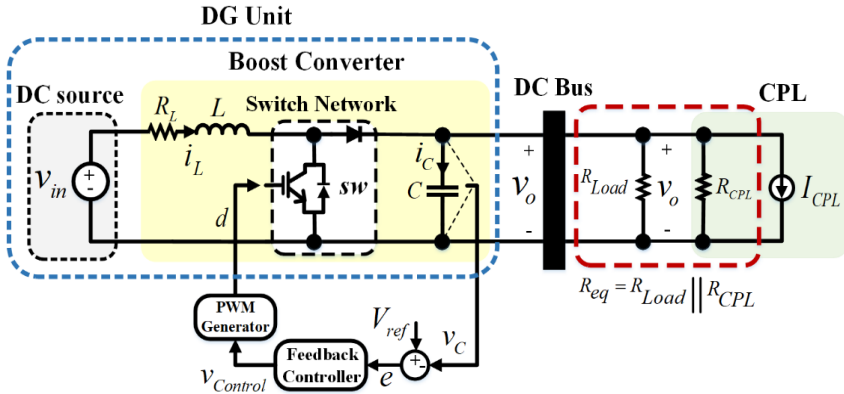 DG Unit
Boost Converter
DC source
Switch Network
DC Bus
CPL
R_L
L
i_L
v_in
+
-
sw
d
i_C
C
+
v_o
-
R_Load
+
v_o
-
R_CPL
I_CPL
R_eq = R_Load || R_CPL
PWM
Generator
V_ref
v_C
+
-
Feedback
Controller
e
v_Control